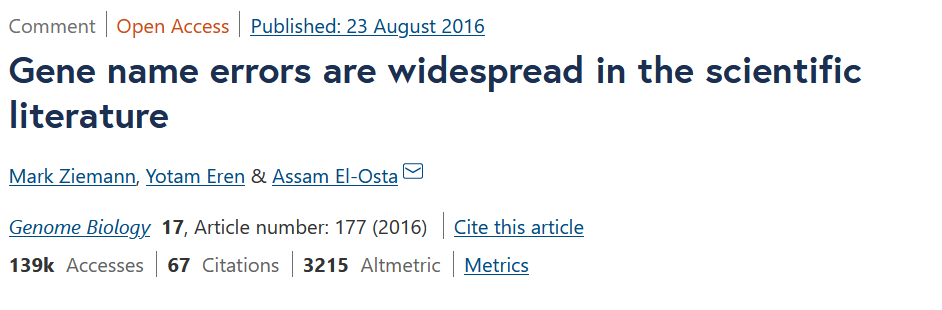 Comment | Open Access | Published: 23 August 2016
Gene name errors are widespread in the scientific
literature
Mark Ziemann, Yotam Eren & Assam El-Osta
Genome Biology 17, Article number: 177 (2016) | Cite this article
139k Accesses | 67 Citations | 3215 Altmetric | Metrics